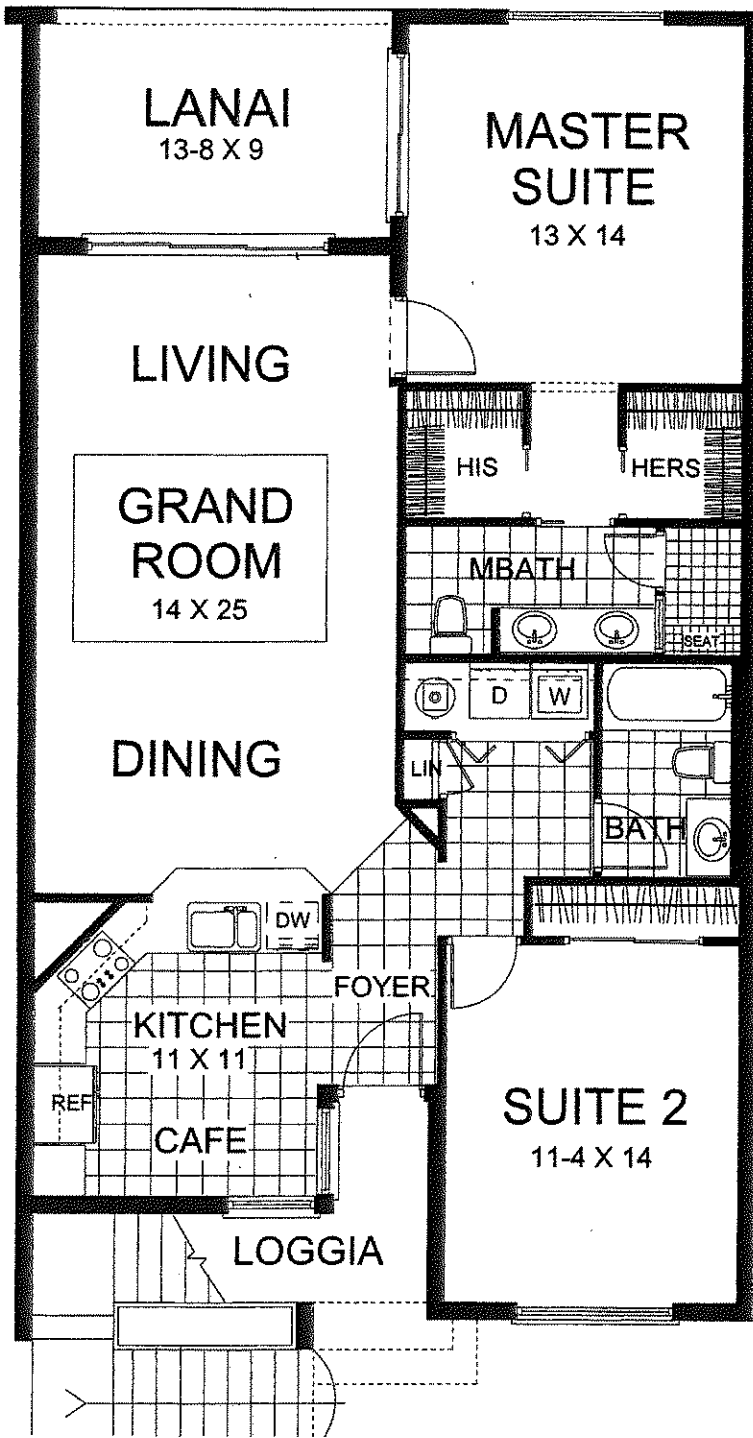 LANAI
13-8 X 9
MASTER
SUITE
13 X 14
LIVING
GRAND
ROOM
14 X 25
HIS
HERS
MBATH
SEAT
D
W
LIN
DINING
BATH
DW
FOYER
KITCHEN
11 X 11
REF
CAFE
SUITE 2
11-4 X 14
LOGGIA